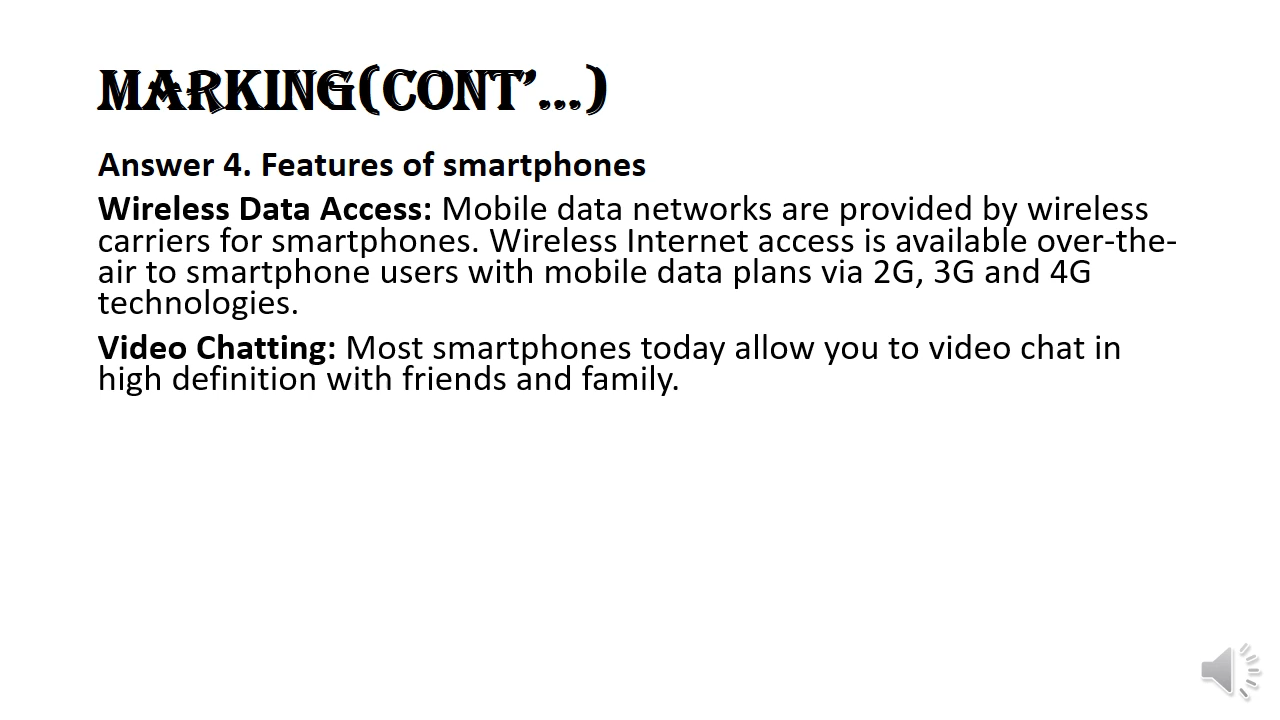 MARKING(CONT’…)
Answer 4. Features of smartphones
Wireless Data Access: Mobile data networks are provided by wireless
carriers for smartphones. Wireless Internet access is available over-the-
air to smartphone users with mobile data plans via 2G, 3G and 4G
technologies.
Video Chatting: Most smartphones today allow you to video chat in
high definition with friends and family.